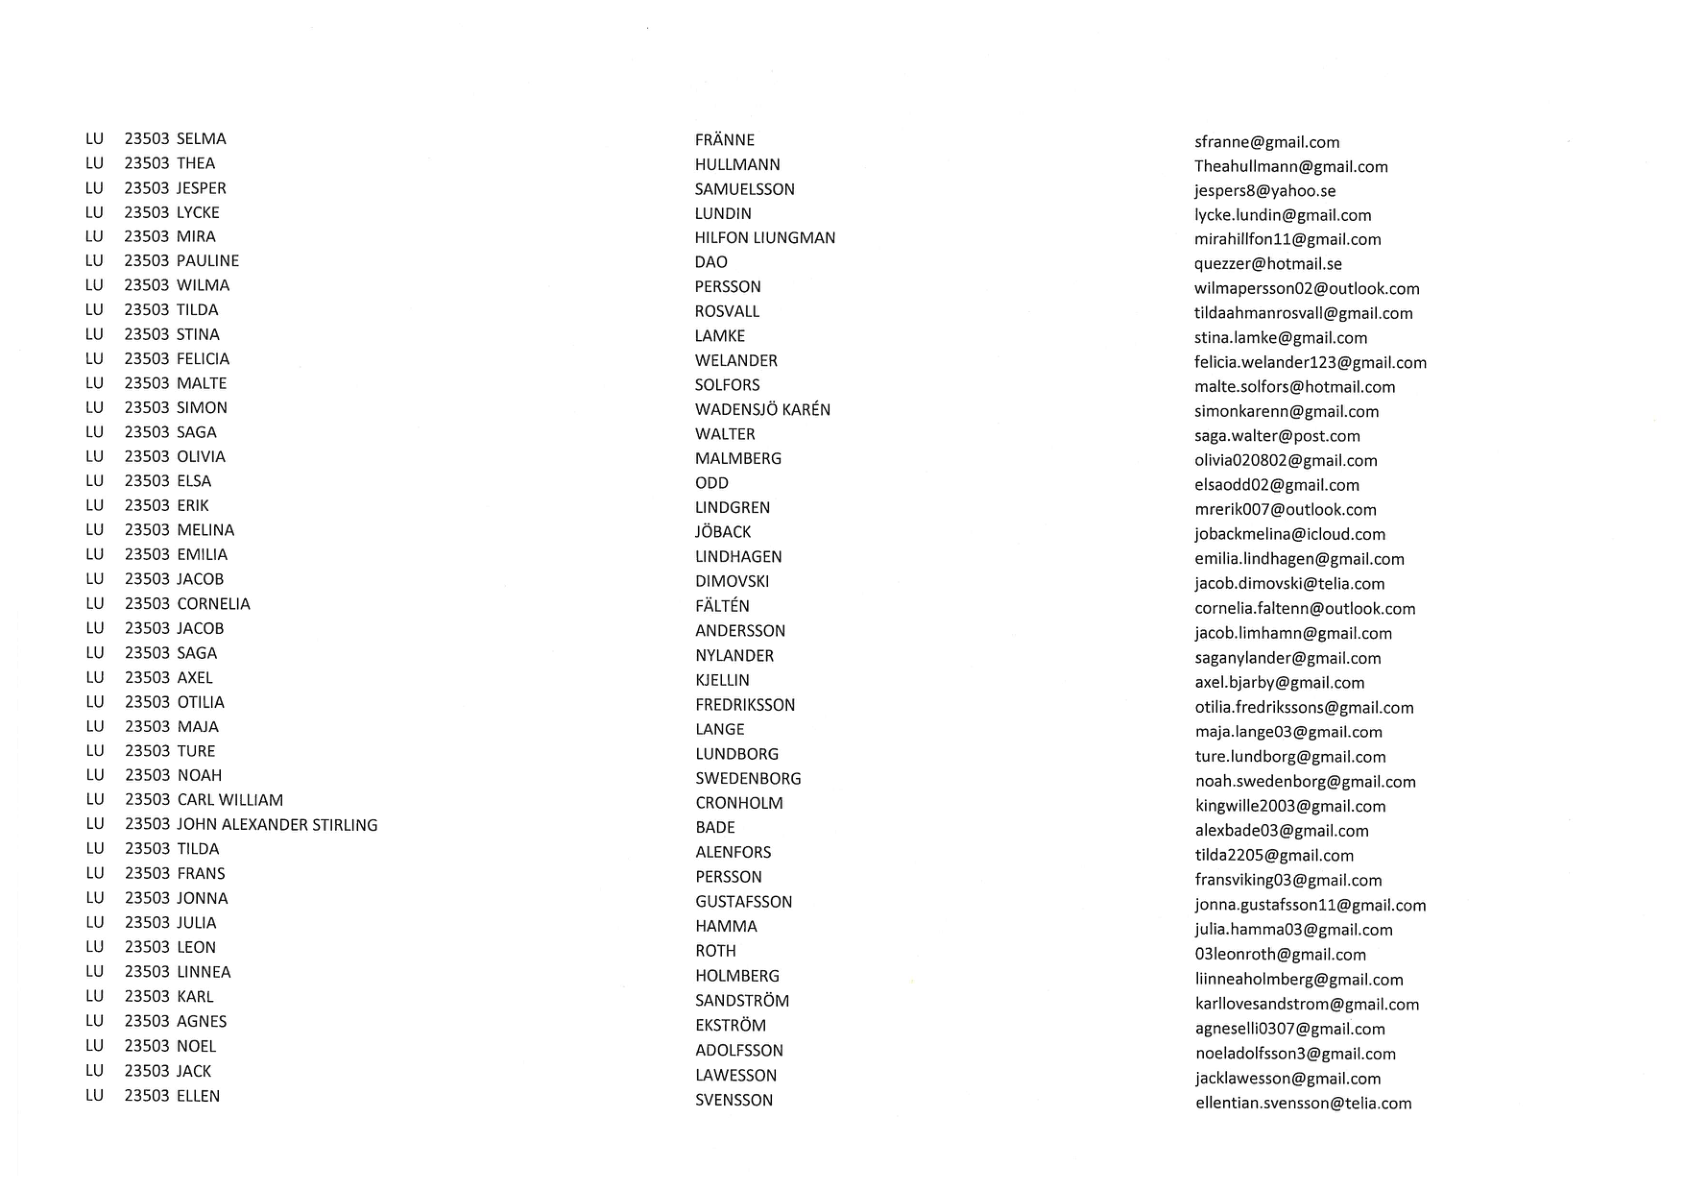 LU 23503 SELMA FRÄNNE sfranne@gmail.com
LU 23503 THEA HULLMANN Theahullmann@gmail.com
LU 23503 JESPER SAMUELSSON jespers8@yahoo.se
LU 23503 LYCKE LUNDIN lycke.lundin@gmail.com
LU 23503 MIRA HILFON LIUNGMAN mirahillfon11@gmail.com
LU 23503 PAULINE DAO quezzer@hotmail.se
LU 23503 WILMA PERSSON wilmapersson02@outlook.com
LU 23503 TILDA ROSVALL tildaahmanrosvall@gmail.com
LU 23503 STINA LAMKE stina.lamke@gmail.com
LU 23503 FELICIA WELANDER felicia.welander123@gmail.com
LU 23503 MALTE SOLFORS malte.solfors@hotmail.com
LU 23503 SIMON WADENSJÖ KARÉN simonkarenn@gmail.com
LU 23503 SAGA WALTER saga.walter@post.com
LU 23503 OLIVIA MALMBERG olivia020802@gmail.com
LU 23503 ELSA ODD elsaodd02@gmail.com
LU 23503 ERIK LINDGREN mrerik007@outlook.com
LU 23503 MELINA JÖBACK jobackmelina@icloud.com
LU 23503 EMILIA LINDHAGEN emilia.lindhagen@gmail.com
LU 23503 JACOB DIMOVSKI jacob.dimovski@telia.com
LU 23503 CORNELIA FÄLTÉN cornelia.faltenn@outlook.com
LU 23503 JACOB ANDERSSON jacob.limhamn@gmail.com
LU 23503 SAGA NYLANDER saganylander@gmail.com
LU 23503 AXEL KJELLIN axel.bjarby@gmail.com
LU 23503 OTILIA FREDRIKSSON otilia.fredrikssons@gmail.com
LU 23503 MAJA LANGE maja.lange03@gmail.com
LU 23503 TURE LUNDBORG ture.lundborg@gmail.com
LU 23503 NOAH SWEDENBORG noah.swedenborg@gmail.com
LU 23503 CARL WILLIAM CRONHOLM kingwille2003@gmail.com
LU 23503 JOHN ALEXANDER STIRLING BADE alexbade03@gmail.com
LU 23503 TILDA ALENFORS tilda2205@gmail.com
LU 23503 FRANS PERSSON fransviking03@gmail.com
LU 23503 JONNA GUSTAFSSON jonna.gustafsson11@gmail.com
LU 23503 JULIA HAMMA julia.hamma03@gmail.com
LU 23503 LEON ROTH 03leonroth@gmail.com
LU 23503 LINNEA HOLMBERG liinneaholmberg@gmail.com
LU 23503 KARL SANDSTRÖM karllovesandstrom@gmail.com
LU 23503 AGNES EKSTRÖM agneselli0307@gmail.com
LU 23503 NOEL ADOLFSSON noeladolfsson3@gmail.com
LU 23503 JACK LAWESSON jacklawesson@gmail.com
LU 23503 ELLEN SVENSSON ellentian.svensson@telia.com